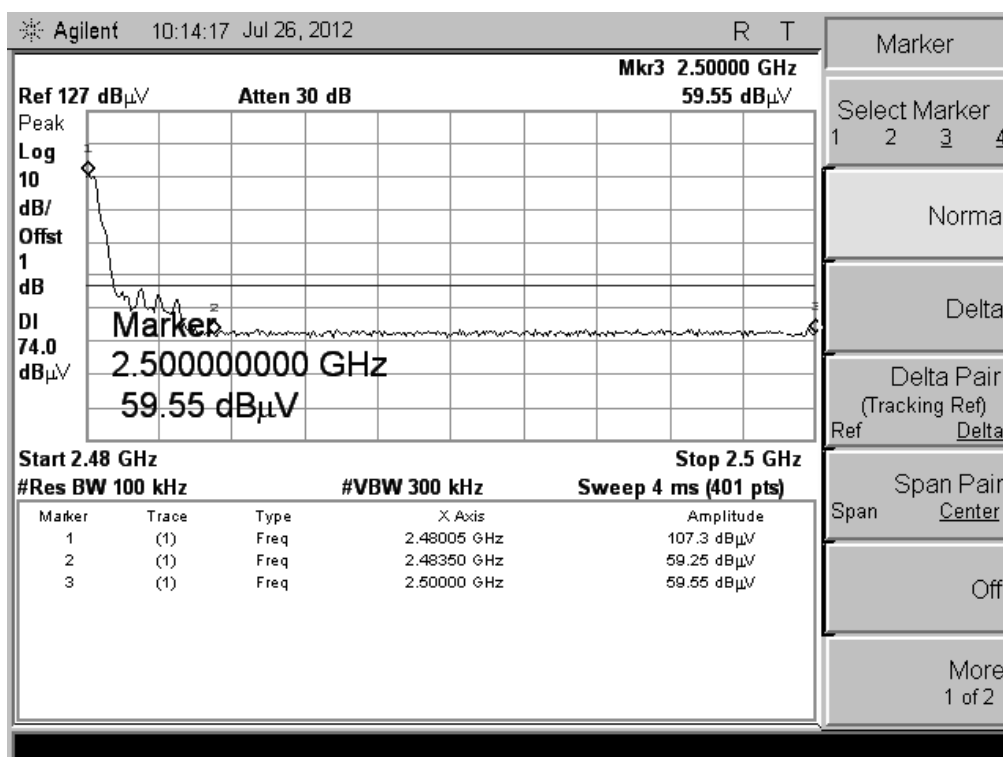 Agilent 10:14:17 Jul 26, 2012 R T
Mkr3 2.50000 GHz
Ref 127 dBµV Atten 30 dB 59.55 dBµV
Peak
Log
10
dB/
Offst
1
dB
DI
74.0
dBµV
1
2
3
Marker
2.500000000 GHz
59.55 dBµV
Start 2.48 GHz Stop 2.5 GHz
#Res BW 100 kHz #VBW 300 kHz Sweep 4 ms (401 pts)
Marker Trace Type X Axis Amplitude
1 (1) Freq 2.48005 GHz 107.3 dBµV
2 (1) Freq 2.48350 GHz 59.25 dBµV
3 (1) Freq 2.50000 GHz 59.55 dBµV
Marker
Select Marker
1 2 3 4
Norma
Delta
Delta Pair
(Tracking Ref)
Ref Delta
Span Pair
Span Center
Off
More
1 of 2